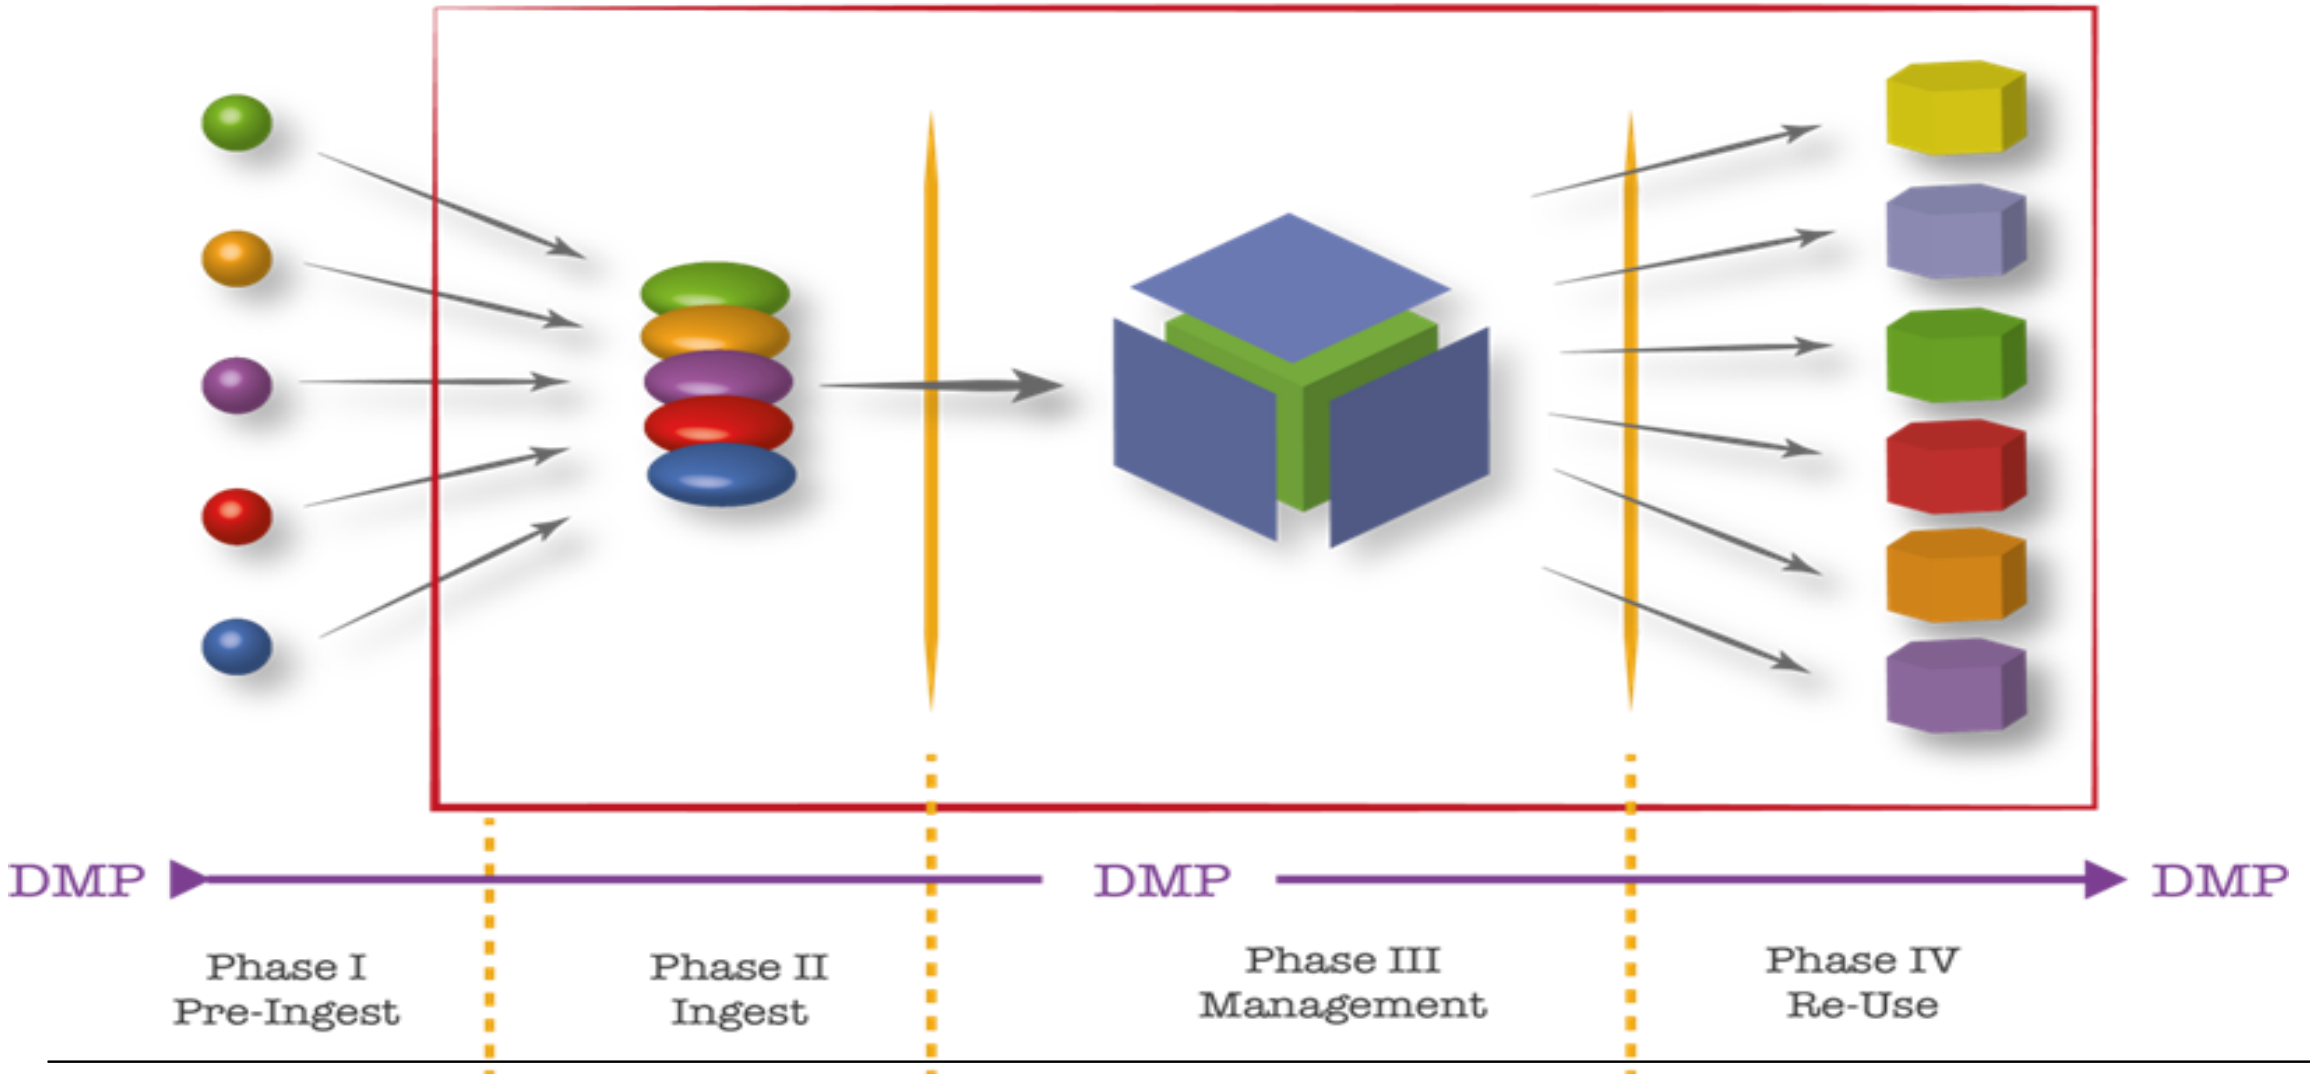 DMP DMP DMP
Phase I
Pre-Ingest
Phase II
Ingest
Phase III
Management
Phase IV
Re-Use